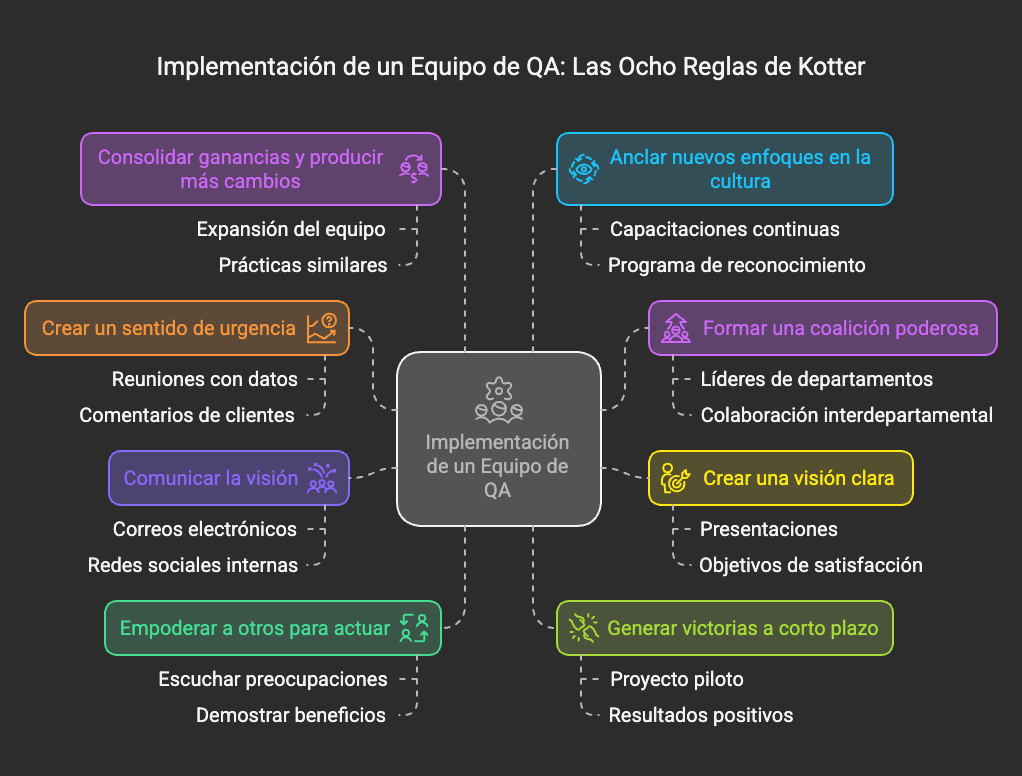 Implementación de un Equipo de QA: Las Ocho Reglas de Kotter
Consolidar ganancias y producir
más cambios
Expansión del equipo
Prácticas similares
Anclar nuevos enfoques en la
cultura
Capacitaciones continuas
Programa de reconocimiento
Crear un sentido de urgencia
Reuniones con datos
Comentarios de clientes
Formar una coalición poderosa
Líderes de departamentos
Colaboración interdepartamental
Implementación
de un Equipo de
QA
Comunicar la visión
Correos electrónicos
Redes sociales internas
Crear una visión clara
Presentaciones
Objetivos de satisfacción
Empoderar a otros para actuar
Escuchar preocupaciones
Demostrar beneficios
Generar victorias a corto plazo
Proyecto piloto
Resultados positivos